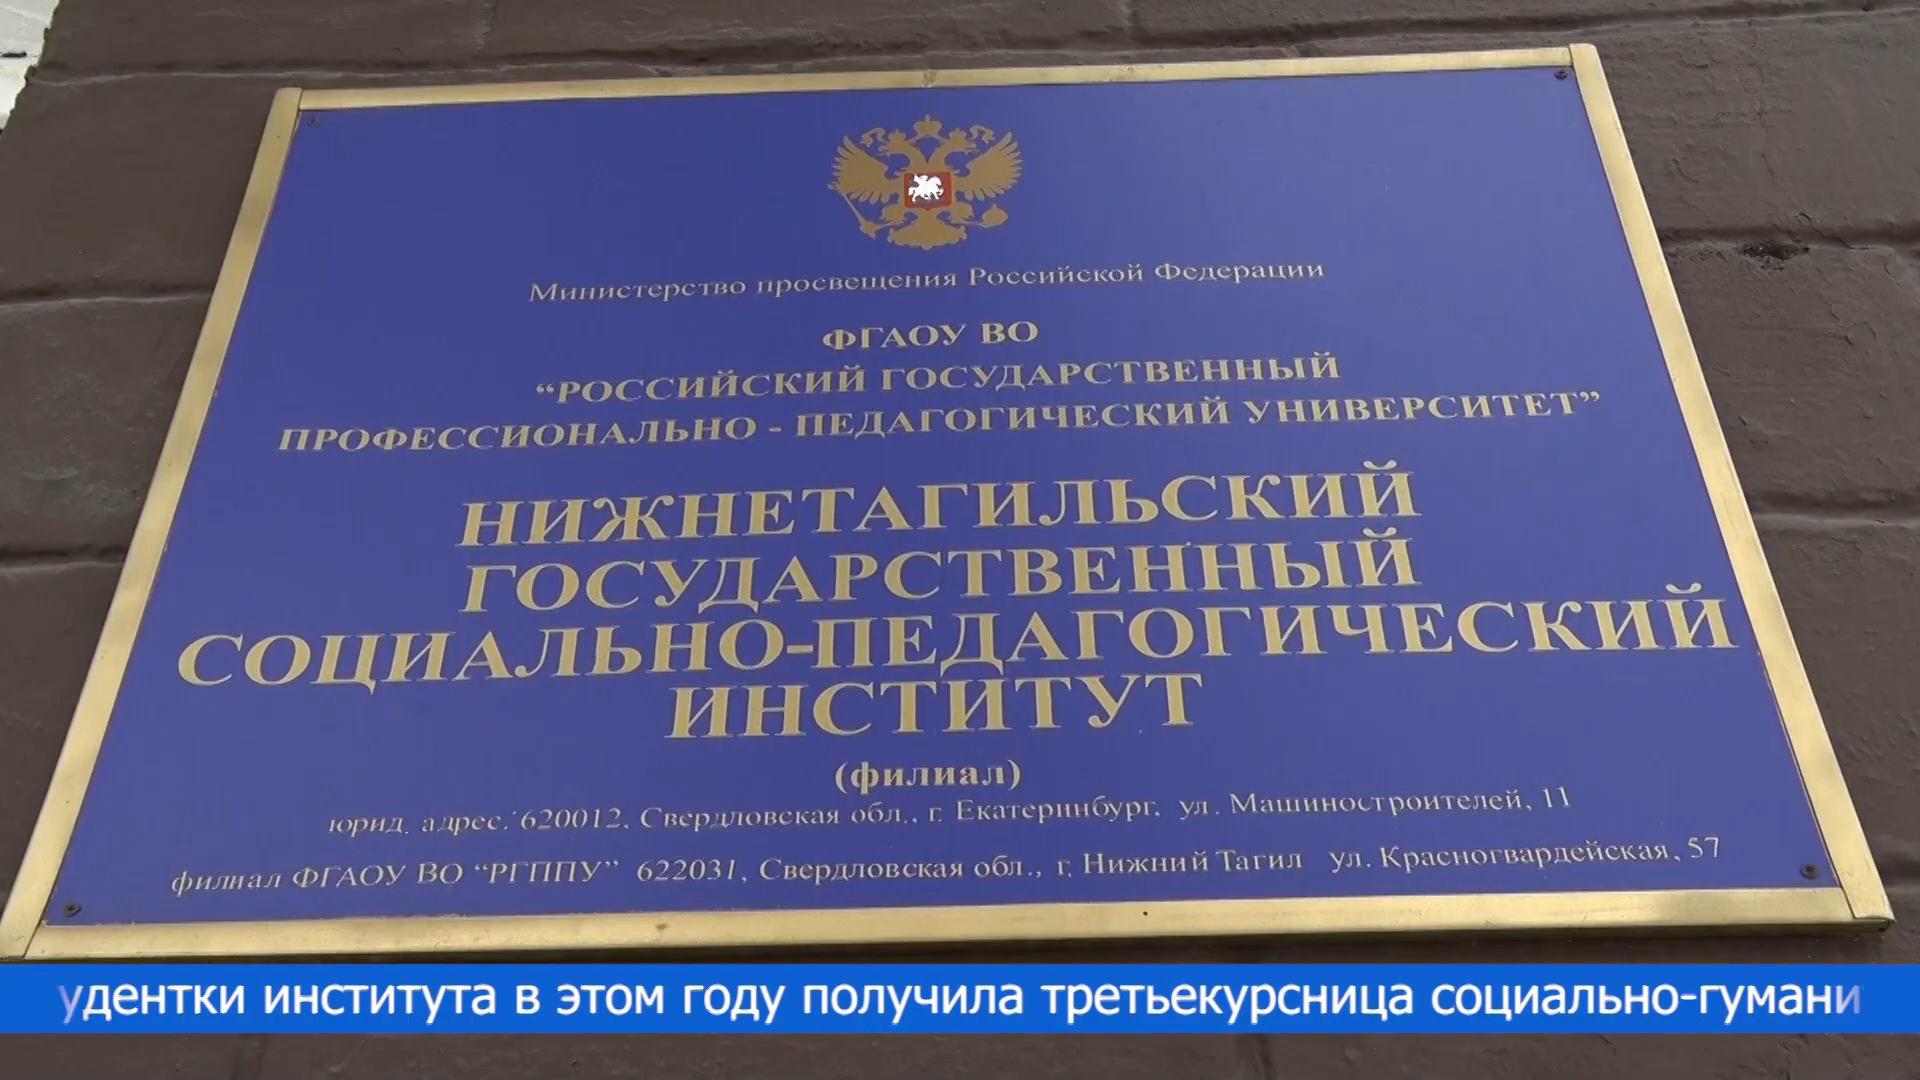 Министерство просвещения Российской Федерации
ФГАОУ ВО
“РОССИЙСКИЙ ГОСУДАРСТВЕННЫЙ
ПРОФЕССИОНАЛЬНО - ПЕДАГОГИЧЕСКИЙ УНИВЕРСИТЕТ”
НИЖНЕТАГИЛЬСКИЙ
ГОСУДАРСТВЕННЫЙ
СОЦИАЛЬНО-ПЕДАГОГИЧЕСКИЙ
ИНСТИТУТ
(филиал)
юрид. адрес: 620012, Свердловская обл., г. Екатеринбург, ул. Машиностроителей, 11
филиал ФГАОУ ВО “РГППУ” 622031, Свердловская обл., г. Нижний Тагил ул. Красногвардейская, 57
удентки института в этом году получила третьекурсница социально-гумани